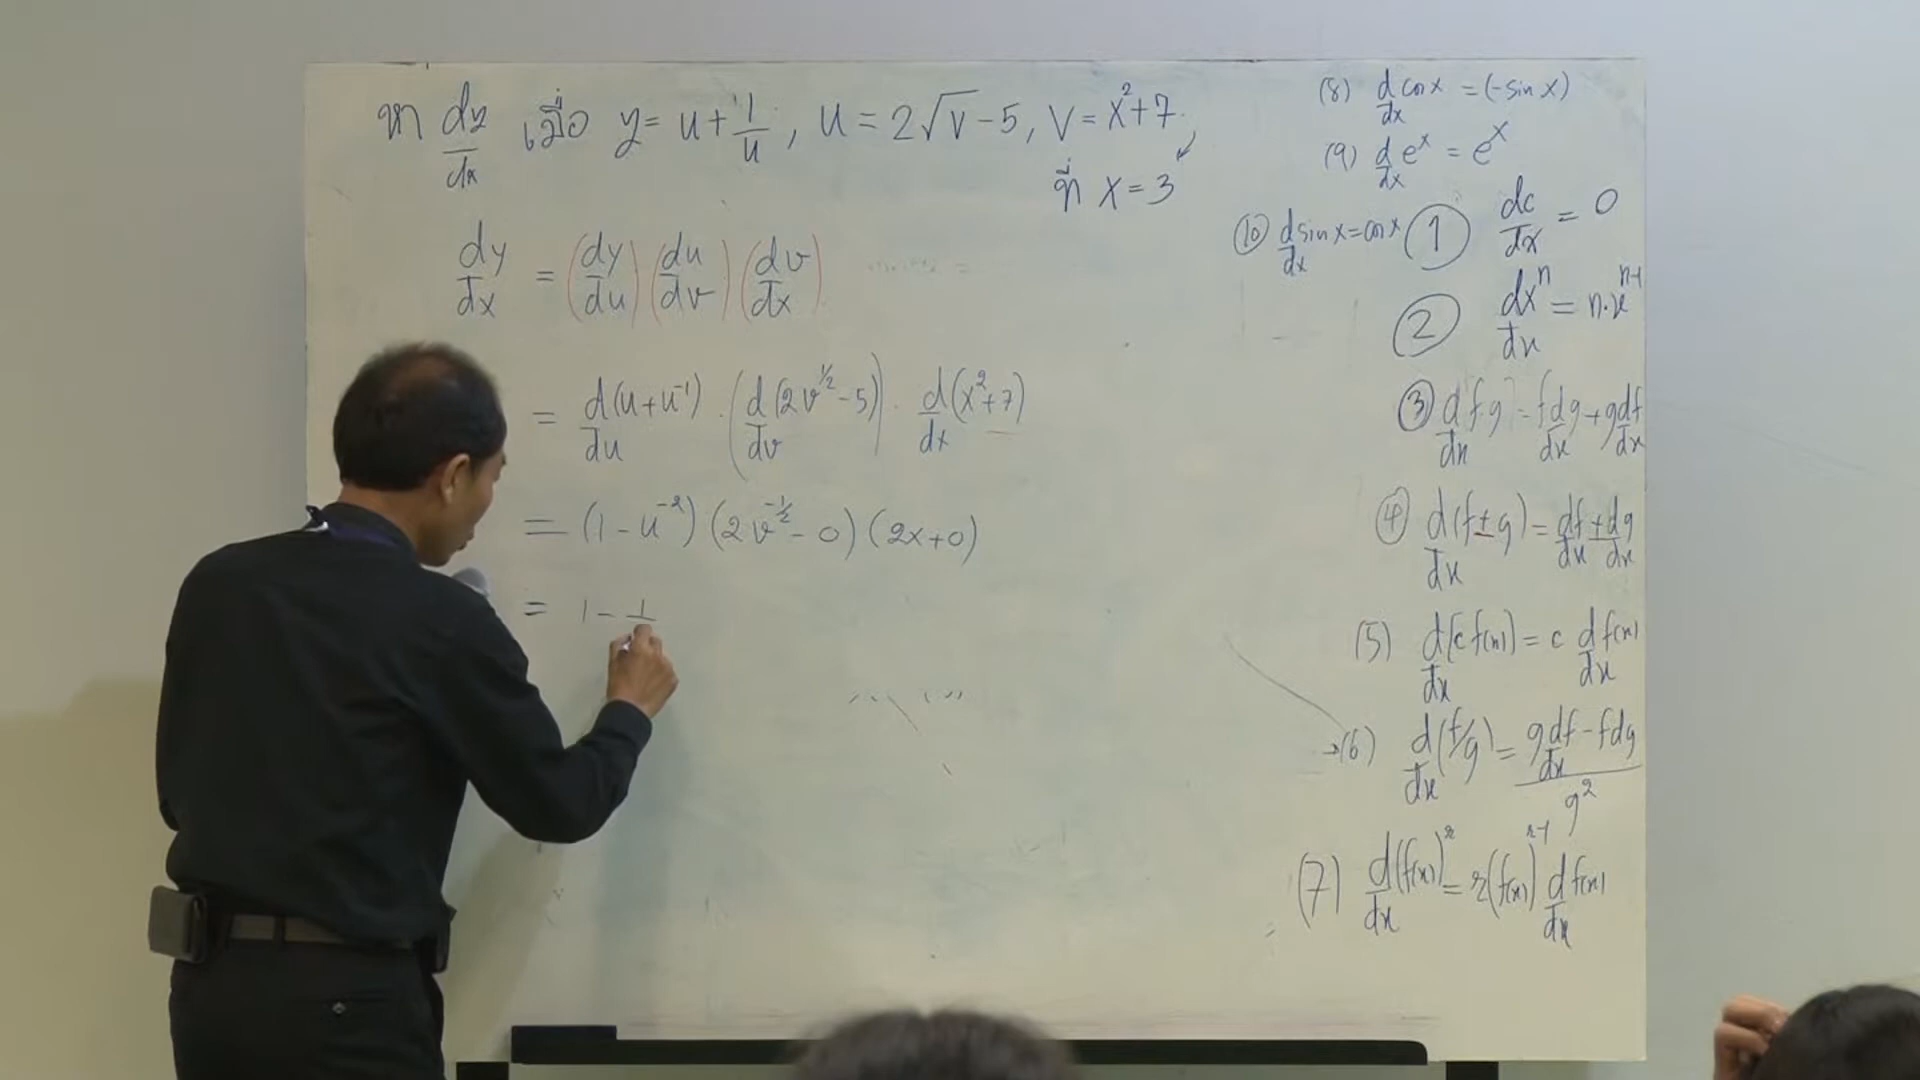 หา dy/dx เมื่อ y = u + 1/u , u = 2√v - 5 , v = x² + 7
ที่ x = 3
dy/dx = (dy/du) (du/dv) (dv/dx)
= d/du (u + u⁻¹) · (d/dv (2v^½ - 5)) · d/dx (x² + 7)
= (1 - u⁻²) (2v^-½ - 0) (2x + 0)
= 1 - 1/
(8) d/dx cos x = (-sin x)
(9) d/dx eˣ = eˣ
(10) d/dx sin x = cos x
① dc/dx = 0
② dxⁿ/dx = n·xⁿ⁻¹
③ d/dx [f·g] = f dg/dx + g df/dx
④ d/dx (f ± g) = df/dx ± dg/dx
(5) d/dx [c f(x)] = c d/dx f(x)
→(6) d/dx (f/g) = (g df/dx - f dg)/g²
(7) d/dx (f(x))ʳ = r(f(x))ʳ⁻¹ d/dx f(x)